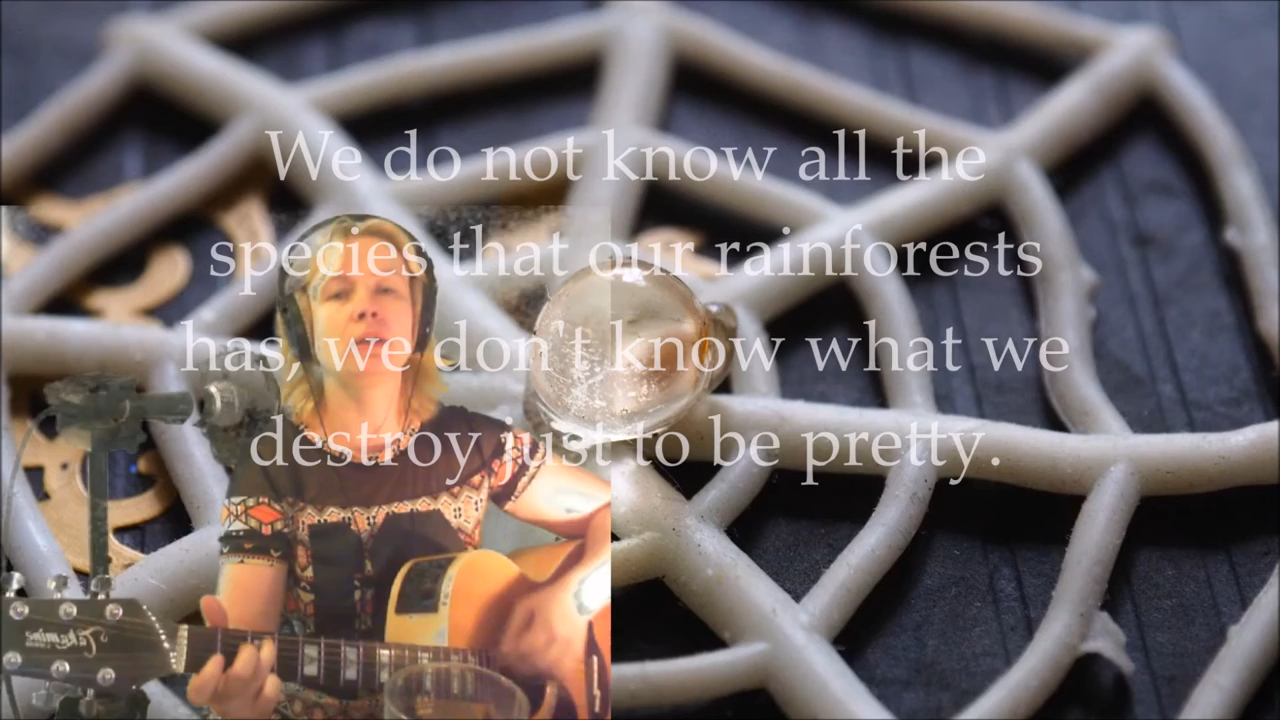 We do not know all the
species that our rainforests
has, we don't know what we
destroy just to be pretty.
Takamine